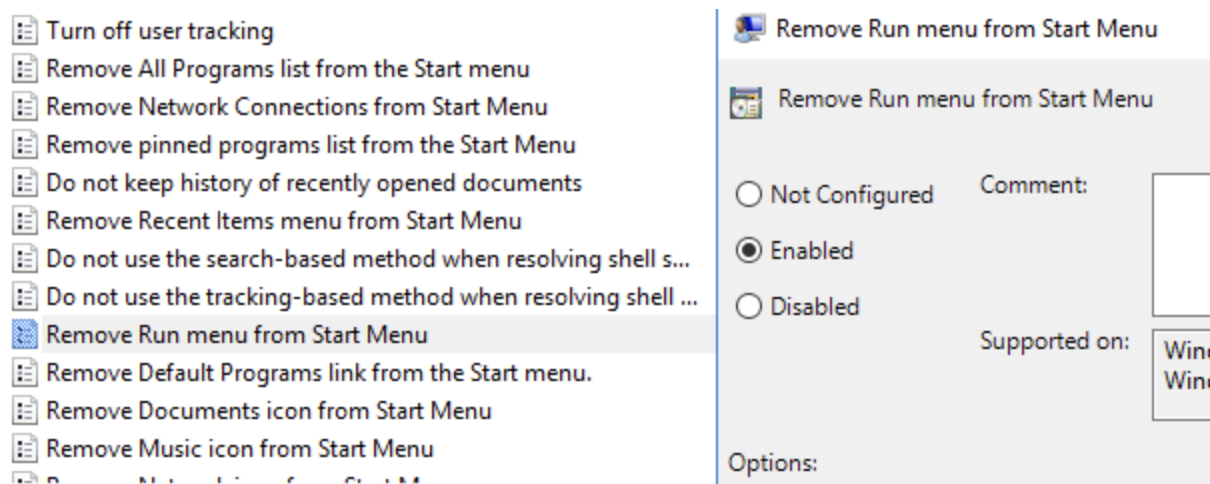 Turn off user tracking
Remove All Programs list from the Start menu
Remove Network Connections from Start Menu
Remove pinned programs list from the Start Menu
Do not keep history of recently opened documents
Remove Recent Items menu from Start Menu
Do not use the search-based method when resolving shell s...
Do not use the tracking-based method when resolving shell ...
Remove Run menu from Start Menu
Remove Default Programs link from the Start menu.
Remove Documents icon from Start Menu
Remove Music icon from Start Menu
Remove Run menu from Start Menu
Remove Run menu from Start Menu
Not Configured
Comment:
Enabled
Disabled
Supported on:
Options: